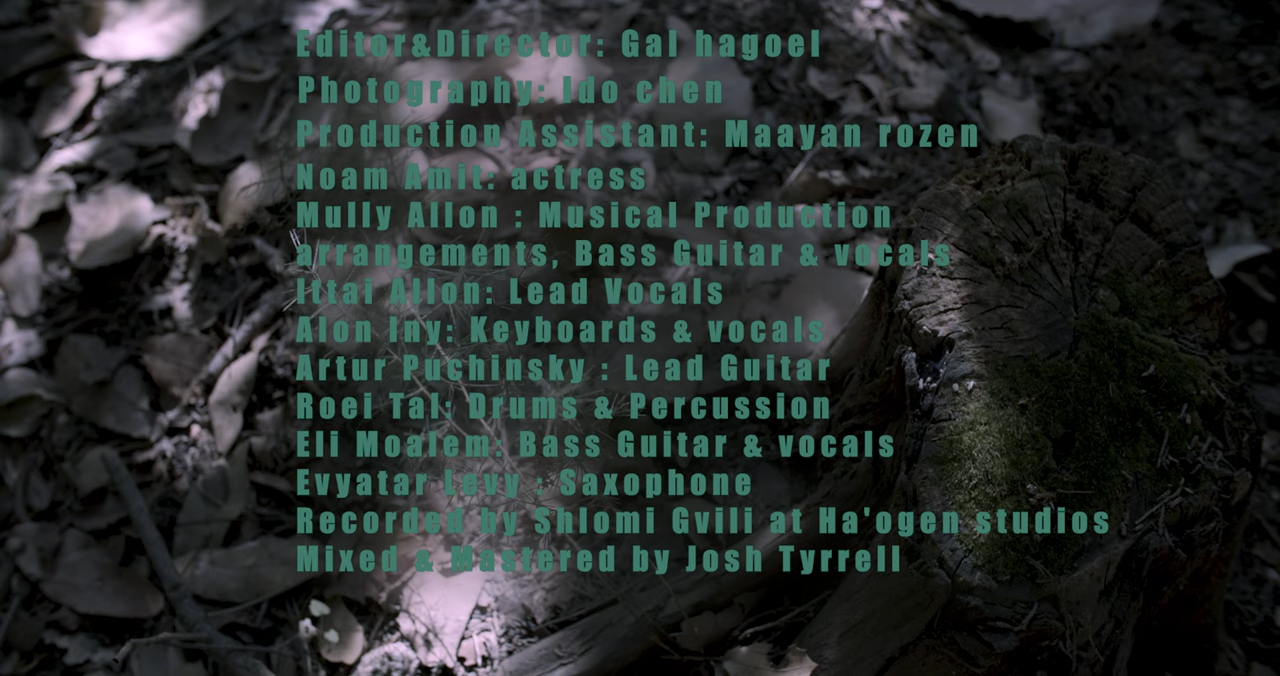 Editor&Director: Gal hagoel
Photography: Ido chen
Production Assistant: Maayan rozen
Noam Amit: actress
Mully Allon : Musical Production
arrangements, Bass Guitar & vocals
Ittai Allon: Lead Vocals
Alon Iny: Keyboards & vocals
Artur Puchinsky : Lead Guitar
Roei Tal: Drums & Percussion
Eli Moalem: Bass Guitar & vocals
Evyatar Levy : Saxophone
Recorded by Shlomi Gvili at Ha'ogen studios
Mixed & Mastered by Josh Tyrrell